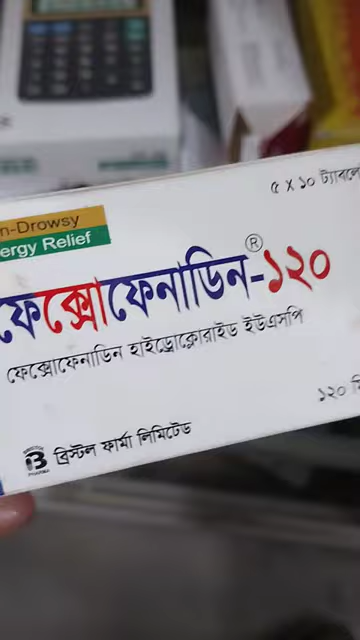 ৫ X ১০ ট্যাবলে
n-Drowsy
ergy Relief
ফেক্সোফেনাডিন®-১২০
ফেক্সোফেনাডিন হাইড্রোক্লোরাইড ইউএসপি
১২০ মি
ব্রিস্টল ফার্মা লিমিটেড